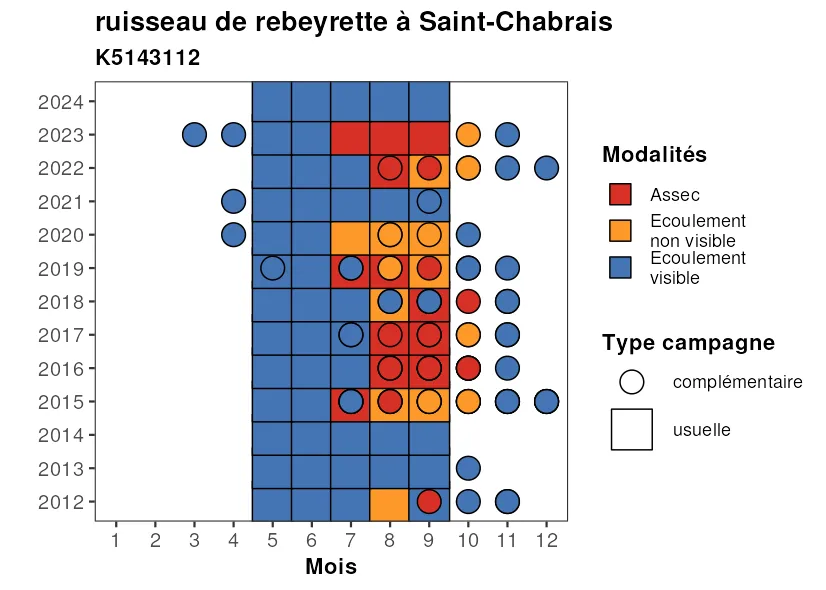 ruisseau de rebeyrette à Saint-Chabrais
K5143112
2024
2023
2022
2021
2020
2019
2018
2017
2016
2015
2014
2013
2012
1 2 3 4 5 6 7 8 9 10 11 12
Mois
Modalités
Assec
Ecoulement
non visible
Ecoulement
visible
Type campagne
complémentaire
usuelle